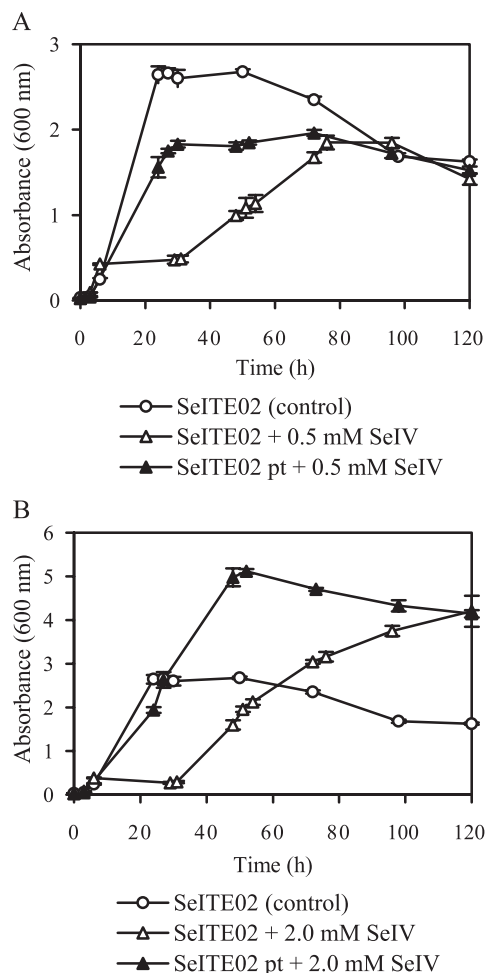 A
3
2
1
0
Absorbance (600 nm)
0 20 40 60 80 100 120
Time (h)
SeITE02 (control)
SeITE02 + 0.5 mM SeIV
SeITE02 pt + 0.5 mM SeIV
B
6
5
4
3
2
1
0
Absorbance (600 nm)
0 20 40 60 80 100 120
Time (h)
SeITE02 (control)
SeITE02 + 2.0 mM SeIV
SeITE02 pt + 2.0 mM SeIV